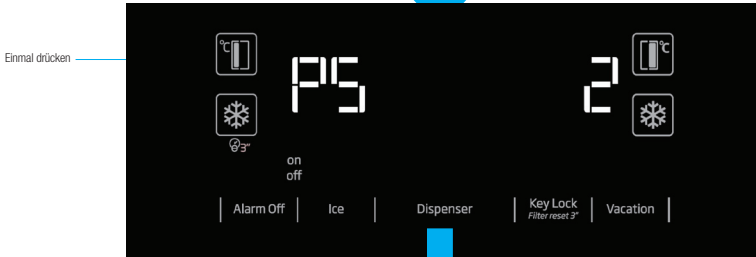 Einmal drücken
°C
PS
2
°C
3"
on
off
Alarm Off
Ice
Dispenser
Key Lock
Filter reset 3"
Vacation